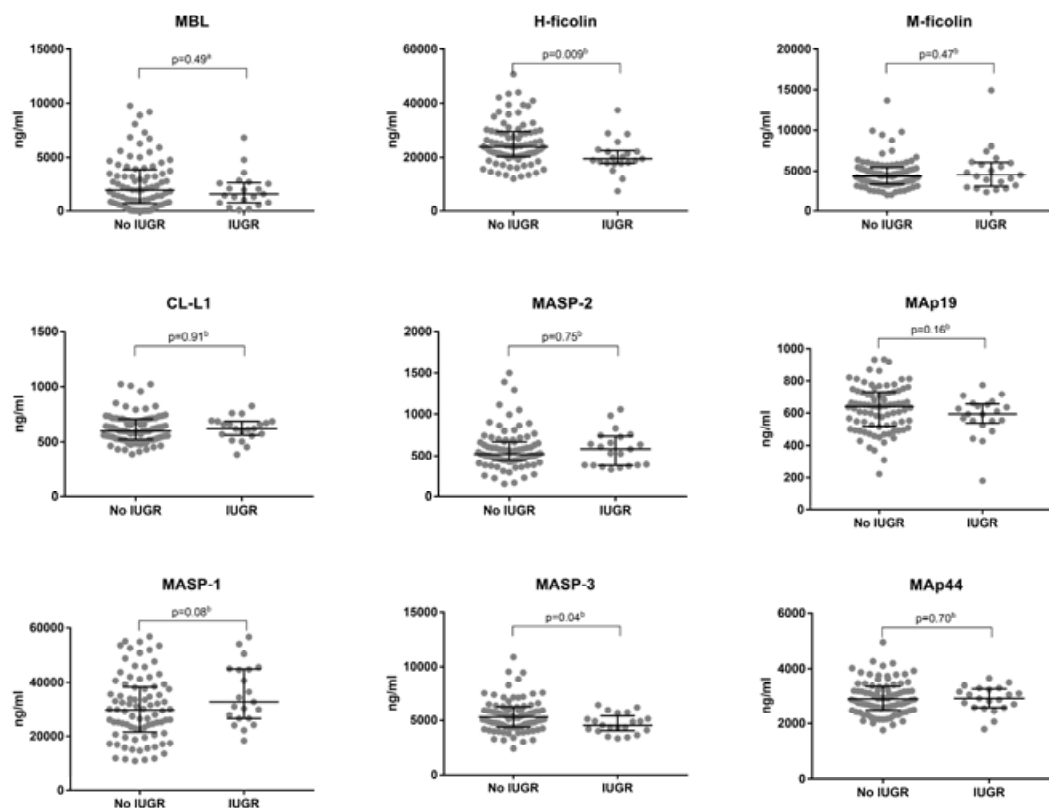 MBL
15000
10000
5000
0
ng/ml
p=0.49ª
No IUGR IUGR
H-ficolin
60000
40000
20000
0
ng/ml
p=0.009ᵇ
No IUGR IUGR
M-ficolin
20000
15000
10000
5000
0
ng/ml
p=0.47ᵇ
No IUGR IUGR
CL-L1
1500
1000
500
0
ng/ml
p=0.91ᵇ
No IUGR IUGR
MASP-2
2000
1500
1000
500
0
ng/ml
p=0.75ᵇ
No IUGR IUGR
MAp19
1000
800
600
400
200
0
ng/ml
p=0.16ᵇ
No IUGR IUGR
MASP-1
60000
40000
20000
0
ng/ml
p=0.08ᵇ
No IUGR IUGR
MASP-3
15000
10000
5000
0
ng/ml
p=0.04ᵇ
No IUGR IUGR
MAp44
6000
4000
2000
0
ng/ml
p=0.70ᵇ
No IUGR IUGR